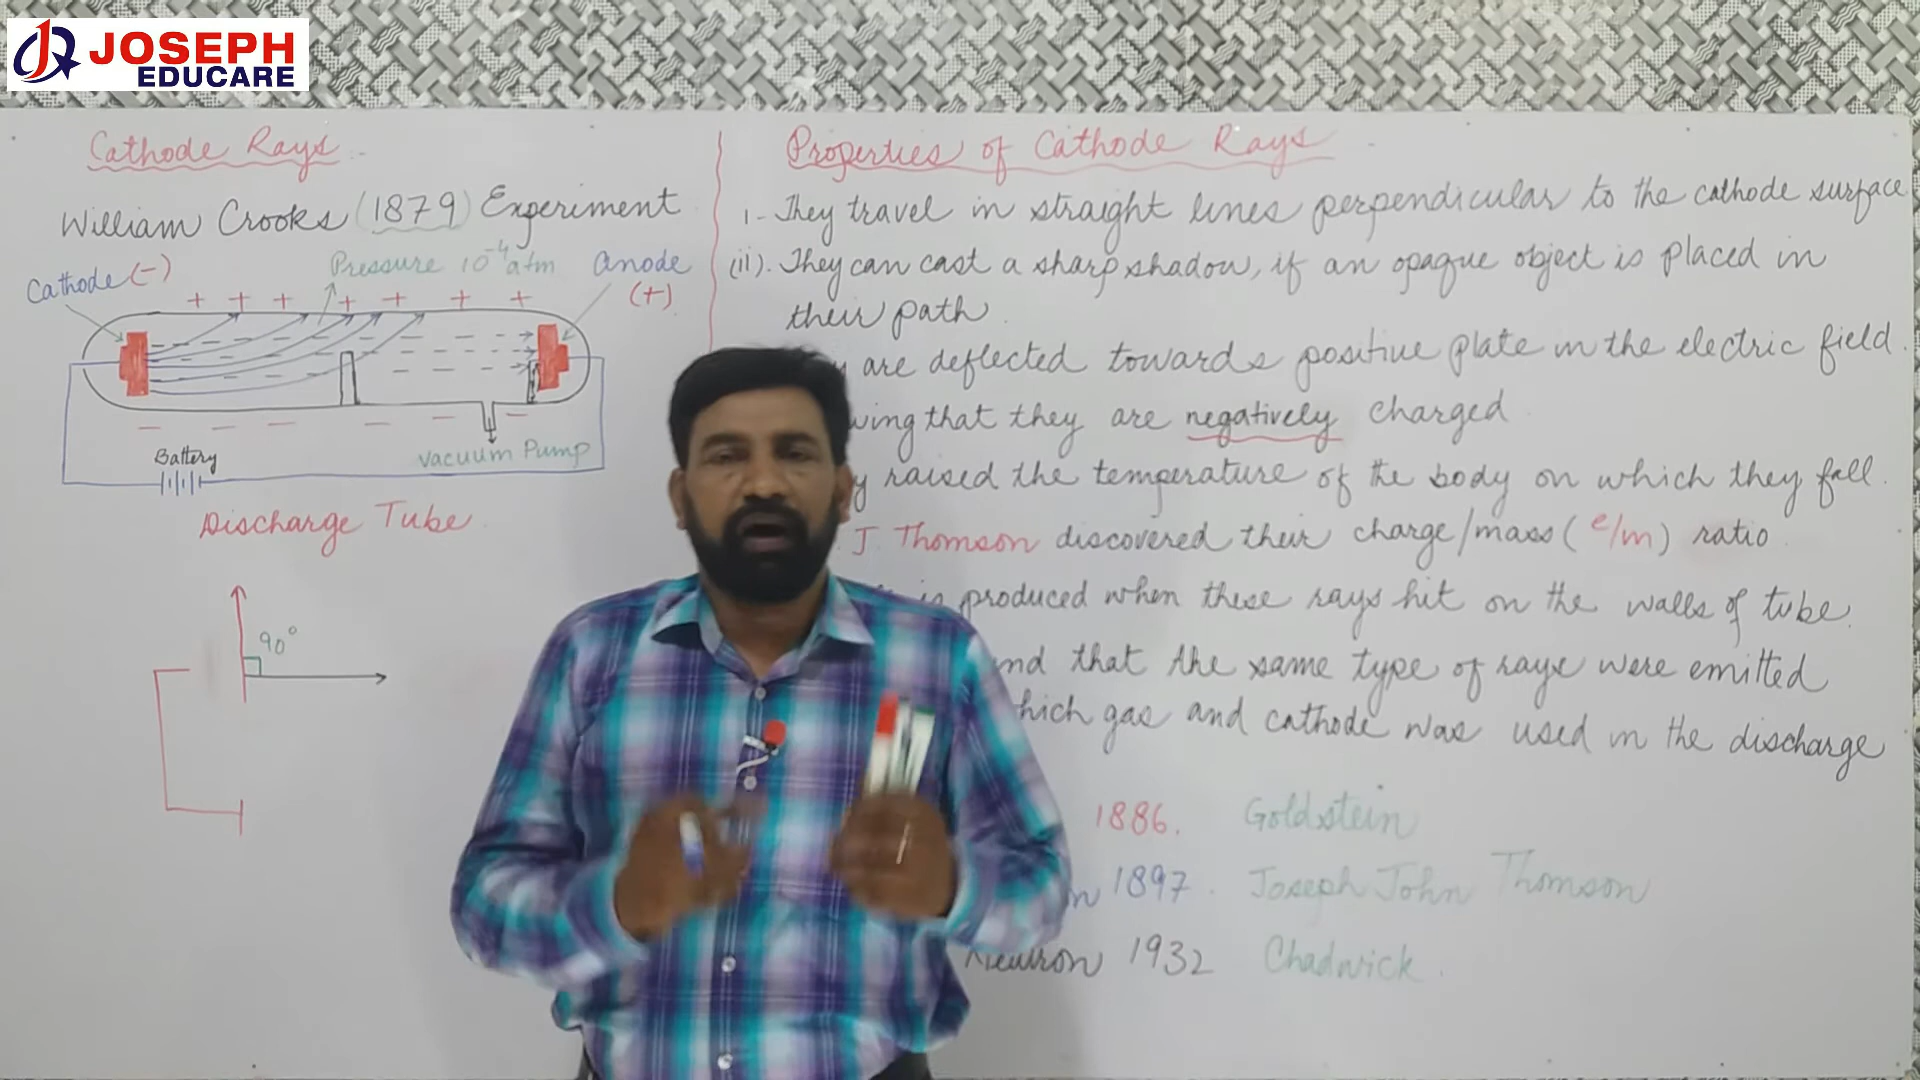 JOSEPH
EDUCARE
Cathode Rays
William Crooks (1879) Experiment
Cathode (-)
Pressure 10⁻⁴ atm
anode
(+)
+ + + + + + +
- - - - - -
Battery
Vacuum Pump
Discharge Tube
90°
Properties of Cathode Rays
1- They travel in straight lines perpendicular to the cathode surface
(ii). They can cast a sharp shadow, if an opaque object is placed in
their path.
are deflected towards positive plate in the electric field.
that they are negatively charged
raised the temperature of the body on which they fall.
J. Thomson discovered their charge/mass (e/m) ratio.
is produced when these rays hit on the walls of tube.
that the same type of rays were emitted
gas and cathode was used in the discharge
1886. Goldstein
1897. Joseph John Thomson
Neutron 1932 Chadwick.